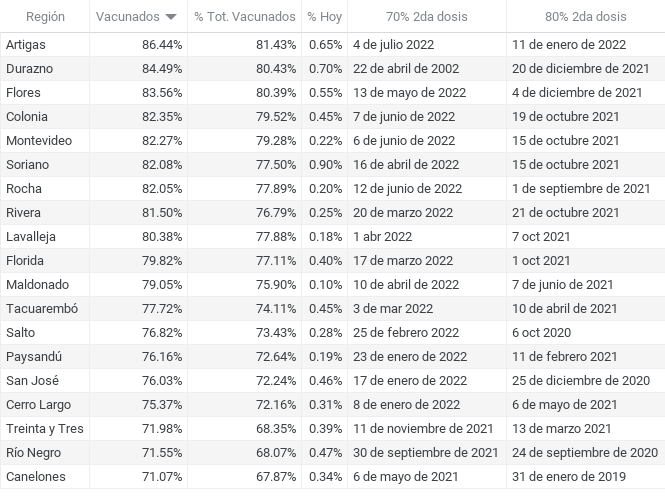 Región Vacunados % Tot. Vacunados % Hoy 70% 2da dosis 80% 2da dosis
Artigas 86.44% 81.43% 0.65% 4 de julio 2022 11 de enero de 2022
Durazno 84.49% 80.43% 0.70% 22 de abril de 2002 20 de diciembre de 2021
Flores 83.56% 80.39% 0.55% 13 de mayo de 2022 4 de diciembre de 2021
Colonia 82.35% 79.52% 0.45% 7 de junio de 2022 19 de octubre 2021
Montevideo 82.27% 79.28% 0.22% 6 de junio de 2022 15 de octubre 2021
Soriano 82.08% 77.50% 0.90% 16 de abril de 2022 15 de octubre 2021
Rocha 82.05% 77.89% 0.20% 12 de junio de 2022 1 de septiembre de 2021
Rivera 81.50% 76.79% 0.25% 20 de marzo 2022 21 de octubre 2021
Lavalleja 80.38% 77.88% 0.18% 1 abr 2022 7 oct 2021
Florida 79.82% 77.11% 0.40% 17 de marzo de 2022 1 oct 2021
Maldonado 79.05% 75.90% 0.10% 10 de abril de 2022 7 de junio de 2021
Tacuarembó 77.72% 74.11% 0.45% 3 de mar 2022 10 de abril de 2021
Salto 76.82% 73.43% 0.28% 25 de febrero 2022 6 oct 2020
Paysandú 76.16% 72.64% 0.19% 23 de enero de 2022 11 de febrero 2021
San José 76.03% 72.24% 0.46% 17 de enero de 2022 25 de diciembre de 2020
Cerro Largo 75.37% 72.16% 0.31% 8 de enero de 2022 6 de mayo de 2021
Treinta y Tres 71.98% 68.35% 0.39% 11 de noviembre de 2021 13 de marzo 2021
Río Negro 71.55% 68.07% 0.47% 30 de septiembre de 2021 24 de septiembre de 2020
Canelones 71.07% 67.87% 0.34% 6 de mayo de 2021 31 de enero de 2019